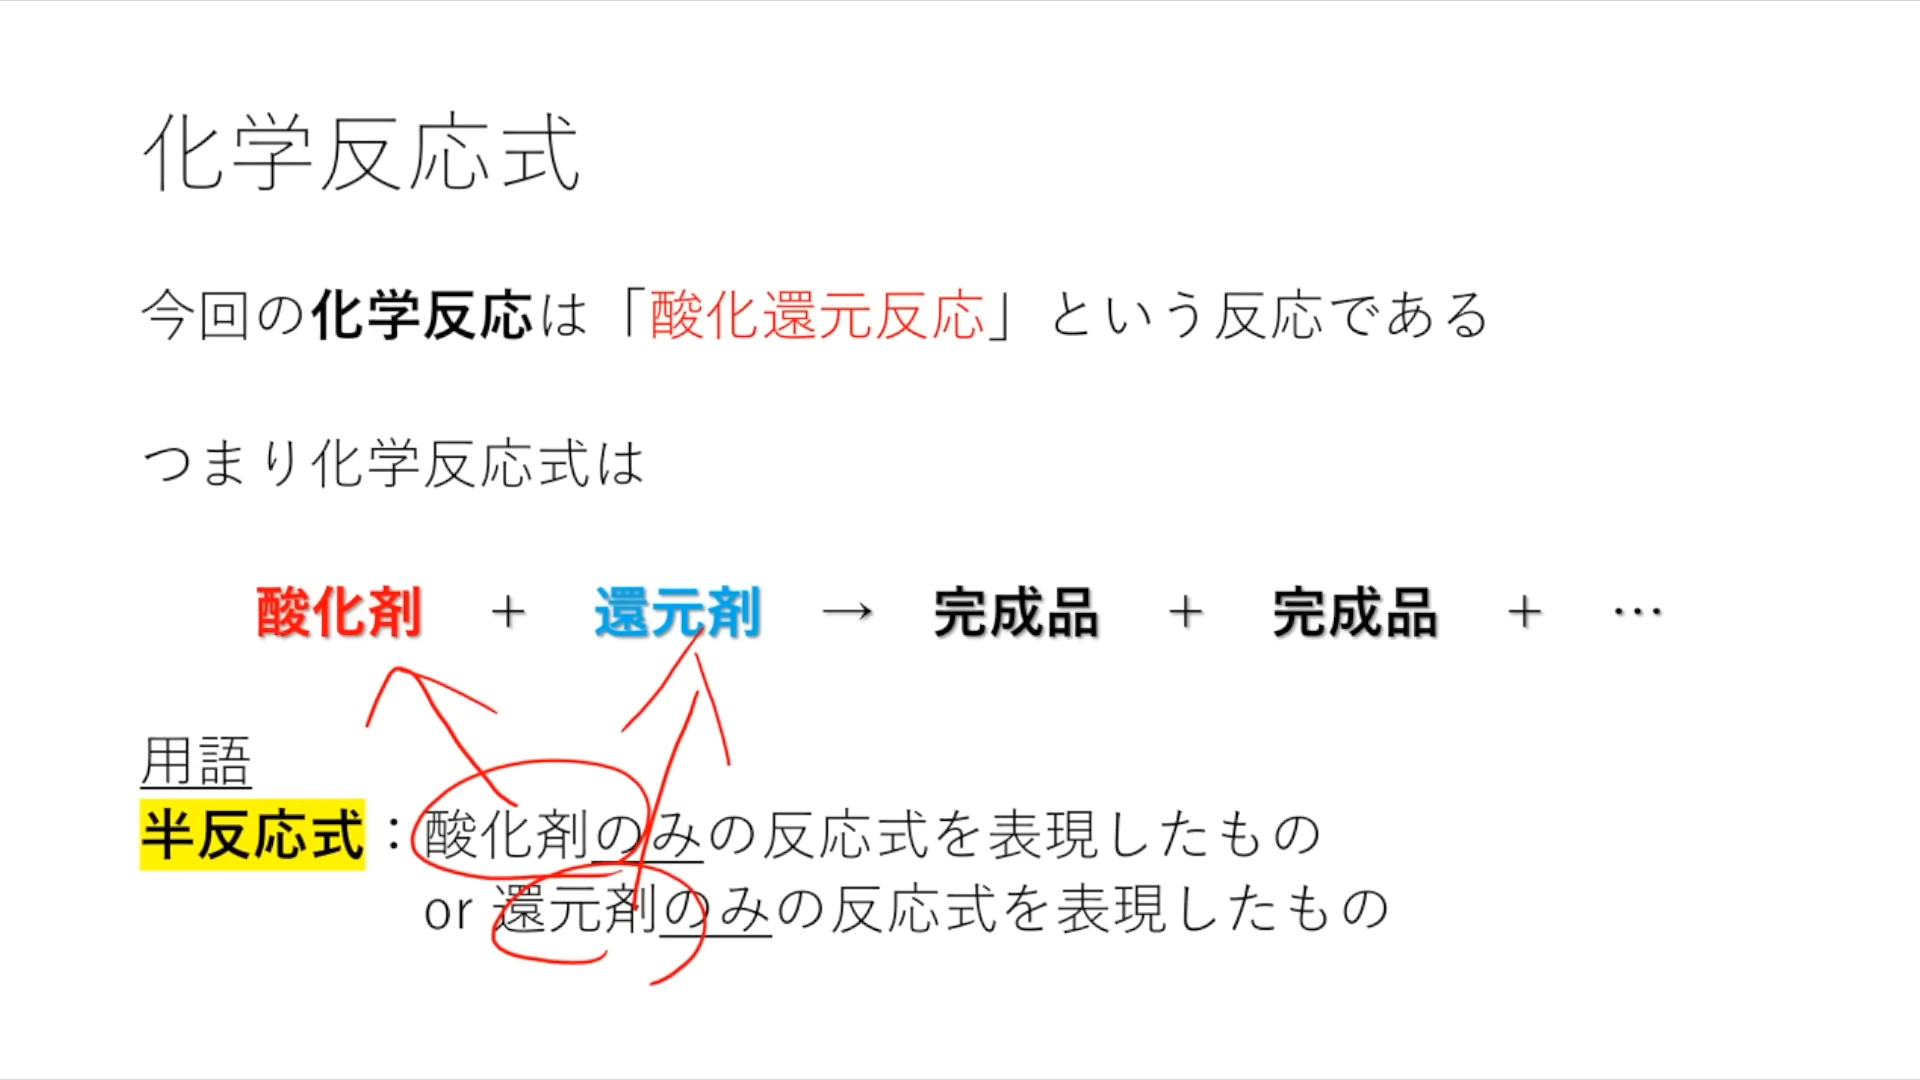 化学反応式
今回の化学反応は「酸化還元反応」という反応である
つまり化学反応式は
酸化剤 + 還元剤 → 完成品 + 完成品 + …
用語
半反応式：酸化剤のみの反応式を表現したもの
or 還元剤のみの反応式を表現したもの